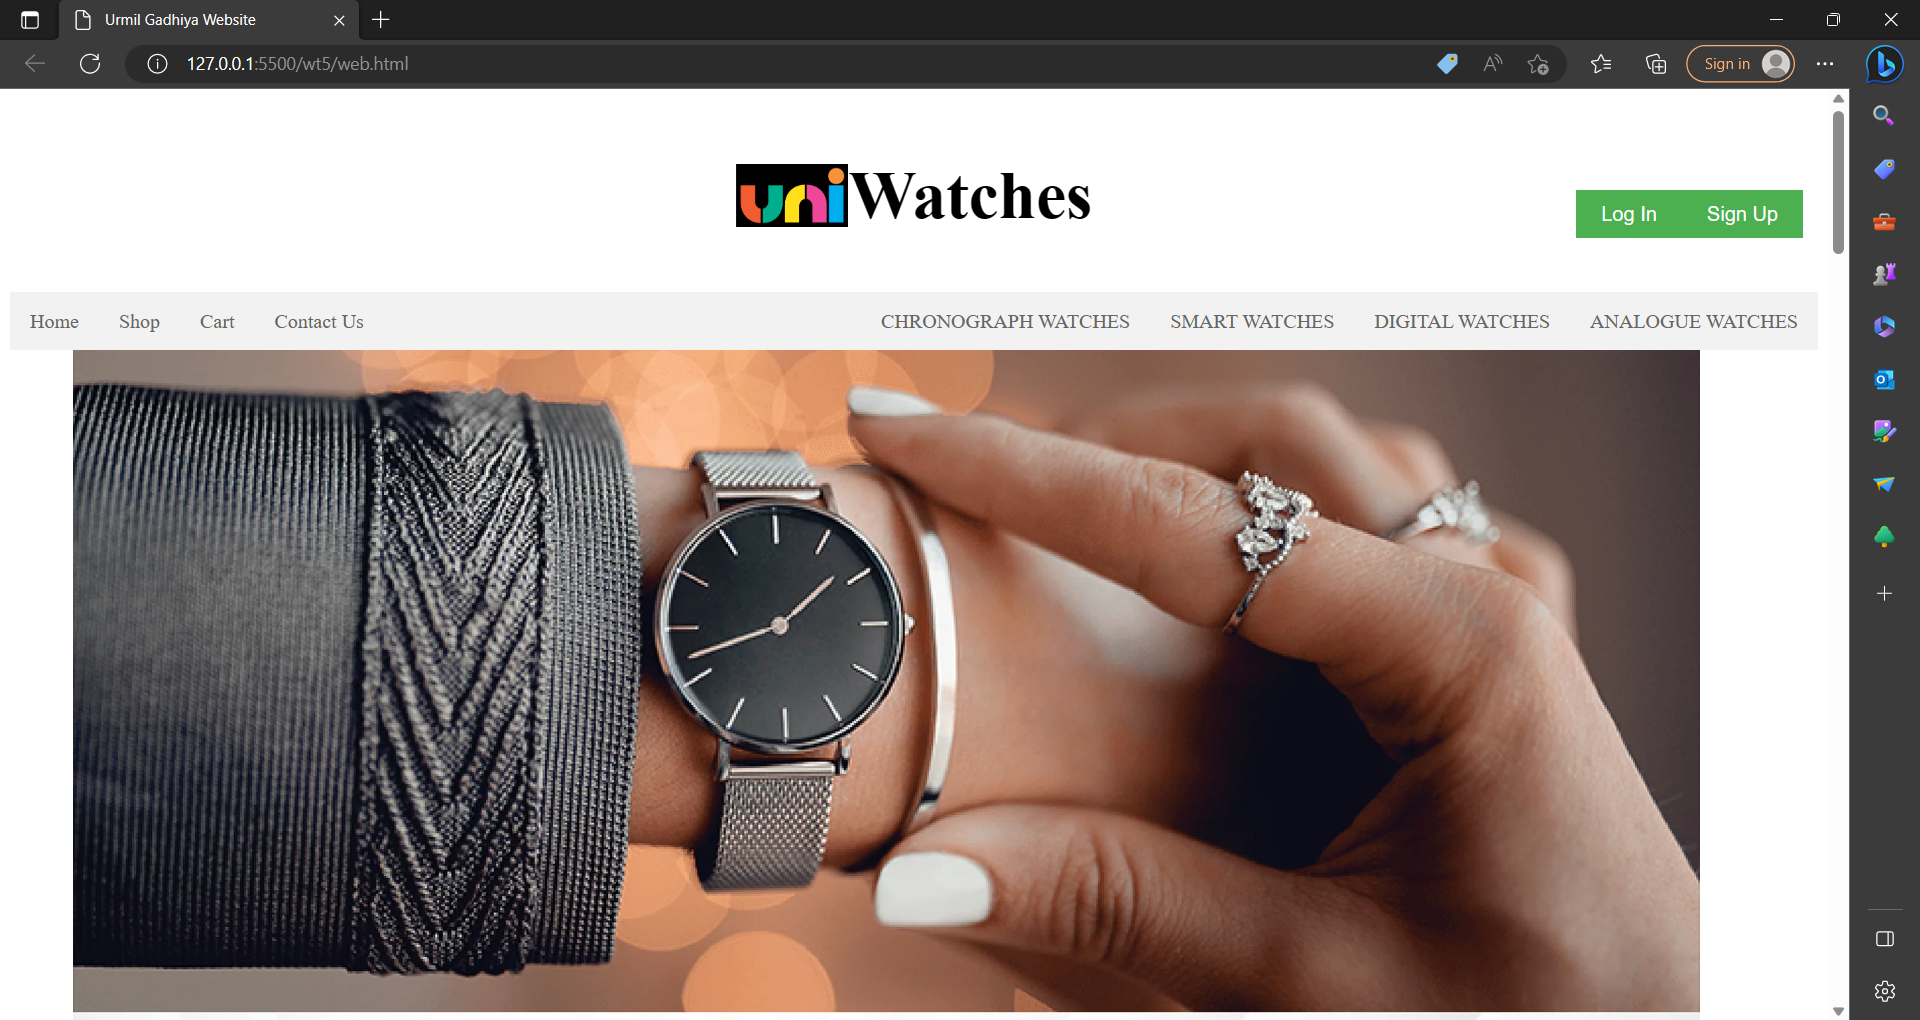 Urmil Gadhiya Website
127.0.0.1:5500/wt5/web.html
Sign in
uniWatches
Log In Sign Up
Home Shop Cart Contact Us CHRONOGRAPH WATCHES SMART WATCHES DIGITAL WATCHES ANALOGUE WATCHES